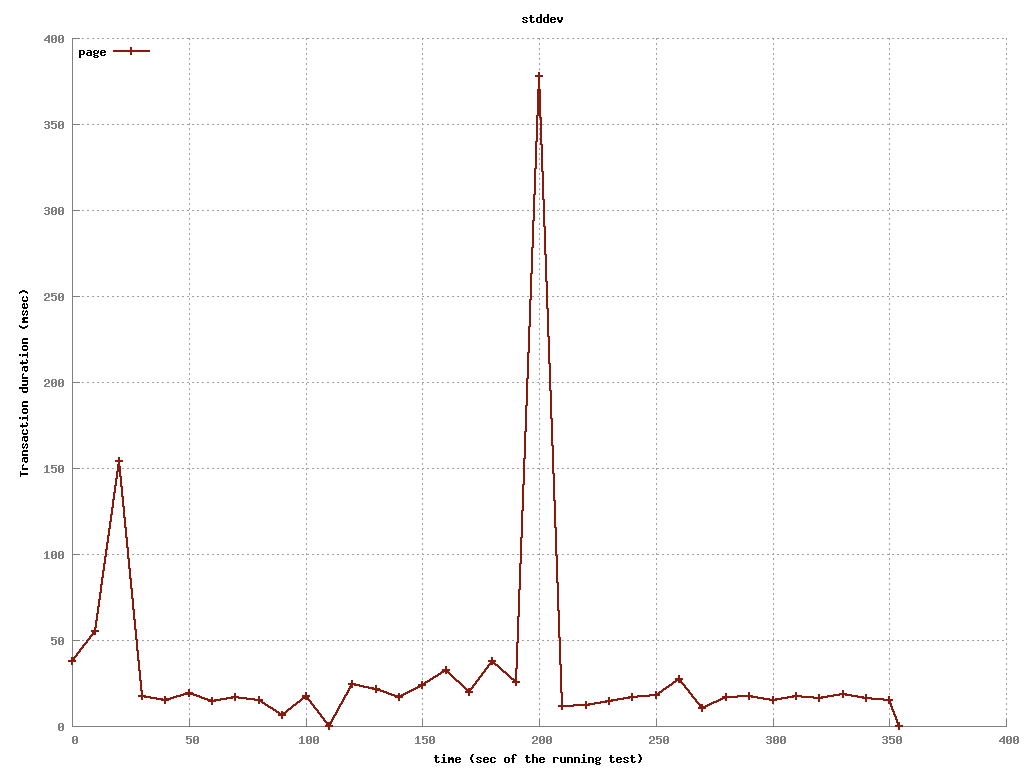 stddev
page
400
350
300
250
200
150
100
50
0
Transaction duration (msec)
0 50 100 150 200 250 300 350 400
time (sec of the running test)